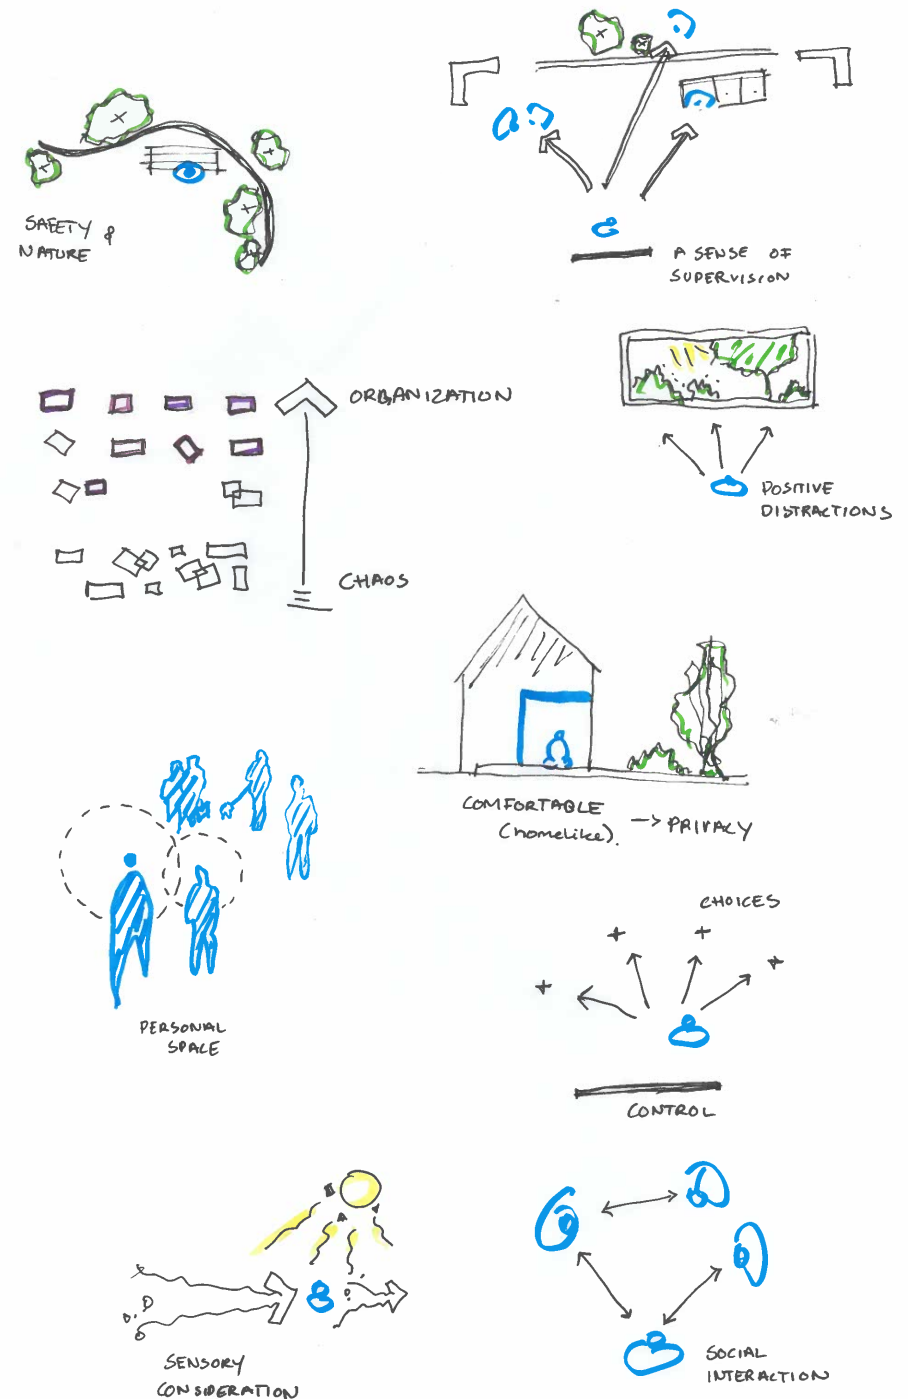 SAFETY &
NATURE
A SENSE OF
SUPERVISION
ORGANIZATION
CHAOS
POSITIVE
DISTRACTIONS
COMFORTABLE
(homelike). -> PRIVACY
PERSONAL
SPACE
CHOICES
CONTROL
SENSORY
CONSIDERATION
SOCIAL
INTERACTION